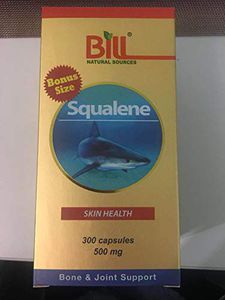 BiLL
NATURAL SOURCES
Bonus
Size
Squalene
SKIN HEALTH
300 capsules
500 mg
Bone & Joint Support